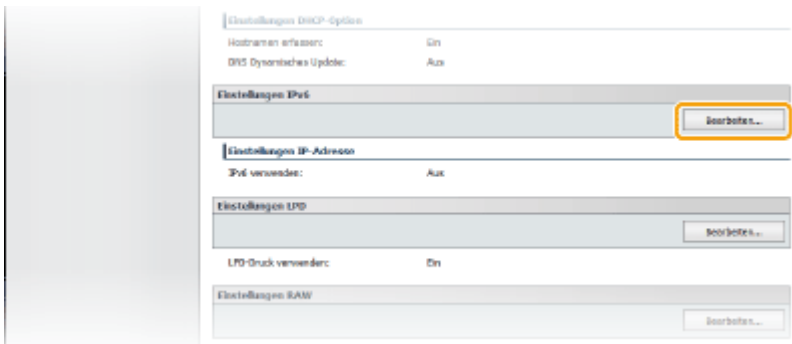 Einstellungen DHCP-Option
Hostnamen erfassen: Ein
DNS Dynamisches Update: Aus
Einstellungen IPv6
Bearbeiten...
Einstellungen IP-Adresse
IPv6 verwenden: Aus
Einstellungen LPD
Bearbeiten...
LPD-Druck verwenden: Ein
Einstellungen RAW
Bearbeiten...